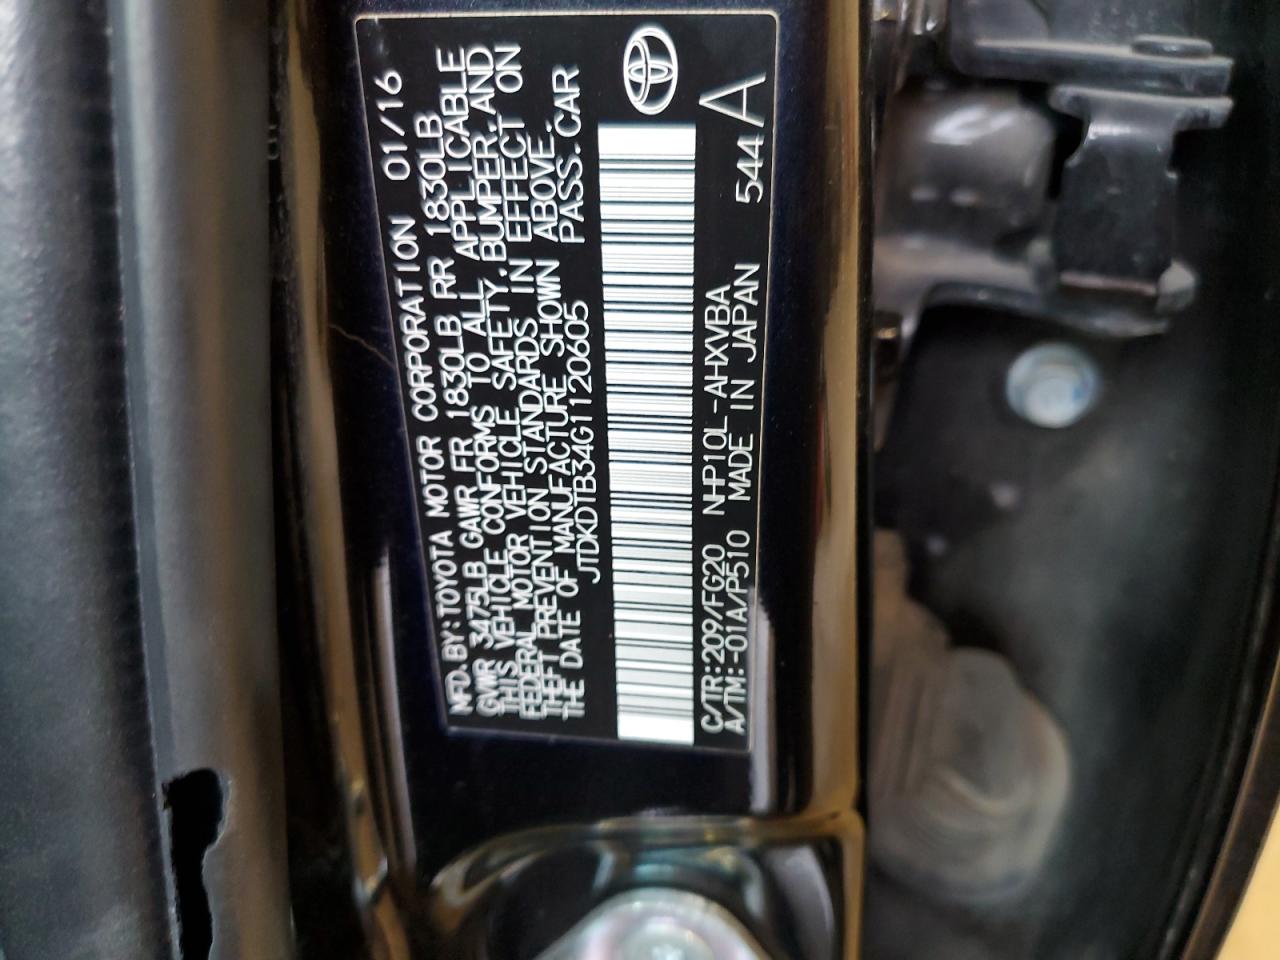 MFD. BY: TOYOTA MOTOR CORPORATION 01/16
GVWR 3475LB GAWR FR 1830LB RR 1830LB
THIS VEHICLE CONFORMS TO ALL APPLICABLE
FEDERAL MOTOR VEHICLE SAFETY, BUMPER, AND
THEFT PREVENTION STANDARDS IN EFFECT ON
THE DATE OF MANUFACTURE SHOWN ABOVE.
JTDKDTB34G1120605 PASS. CAR
C/TR:209/FG20 NHP10L-AHXVBA 544 A
A/TM:-01A/P510 MADE IN JAPAN